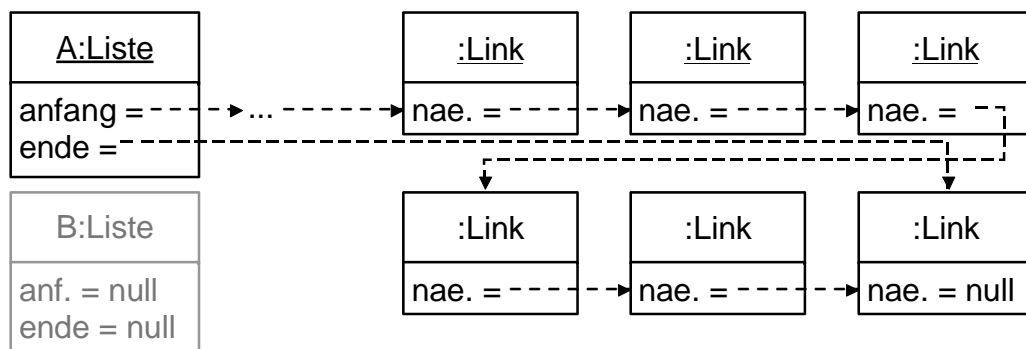 A:Liste
anfang =
...
ende =
:Link
nae. =
:Link
nae. =
:Link
nae. =
B:Liste
anf. = null
ende = null
:Link
nae. =
:Link
nae. =
:Link
nae. = null